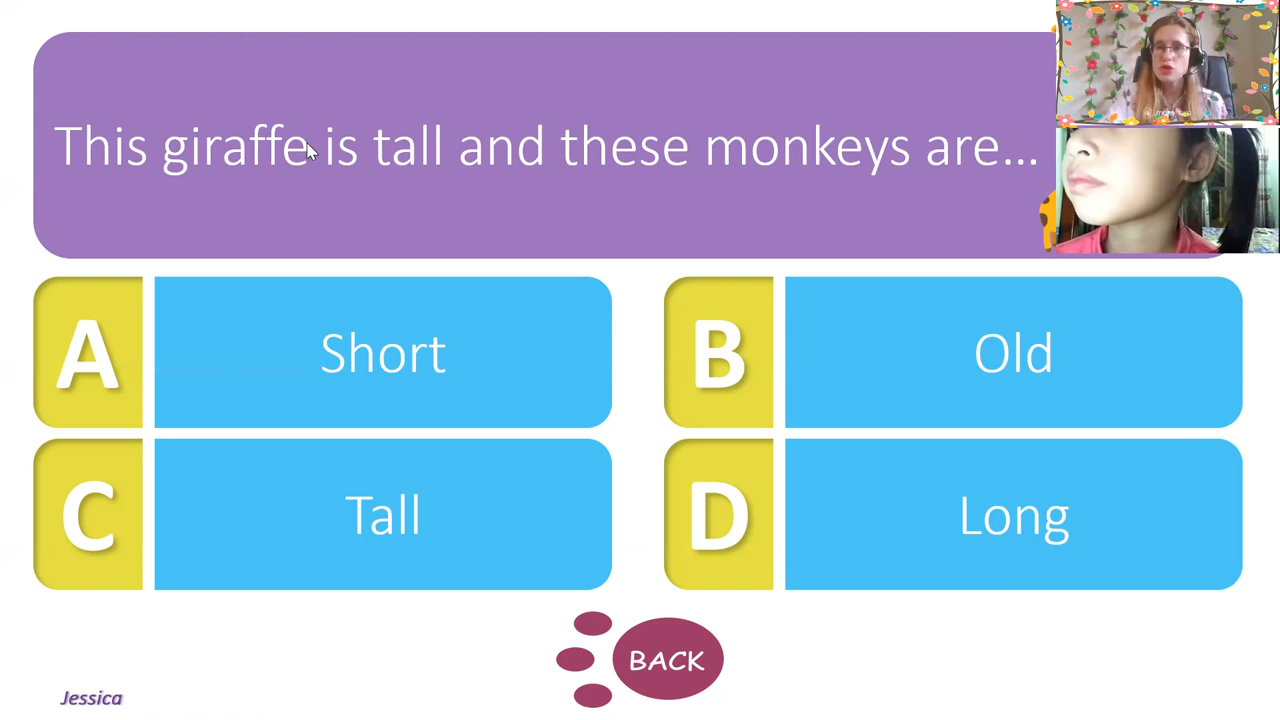 This giraffe is tall and these monkeys are...
A
Short
B
Old
C
Tall
D
Long
BACK
Jessica